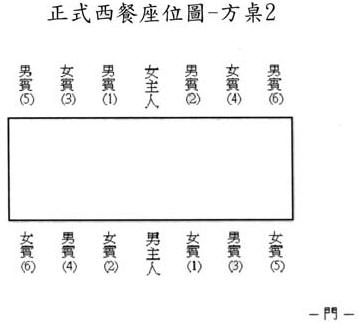 正式西餐座位圖-方桌2
男賓(5) 女賓(3) 男賓(1) 女主人 男賓(2) 女賓(4) 男賓(6)
女賓(6) 男賓(4) 女賓(2) 男主人 女賓(1) 男賓(3) 女賓(5)
-門-